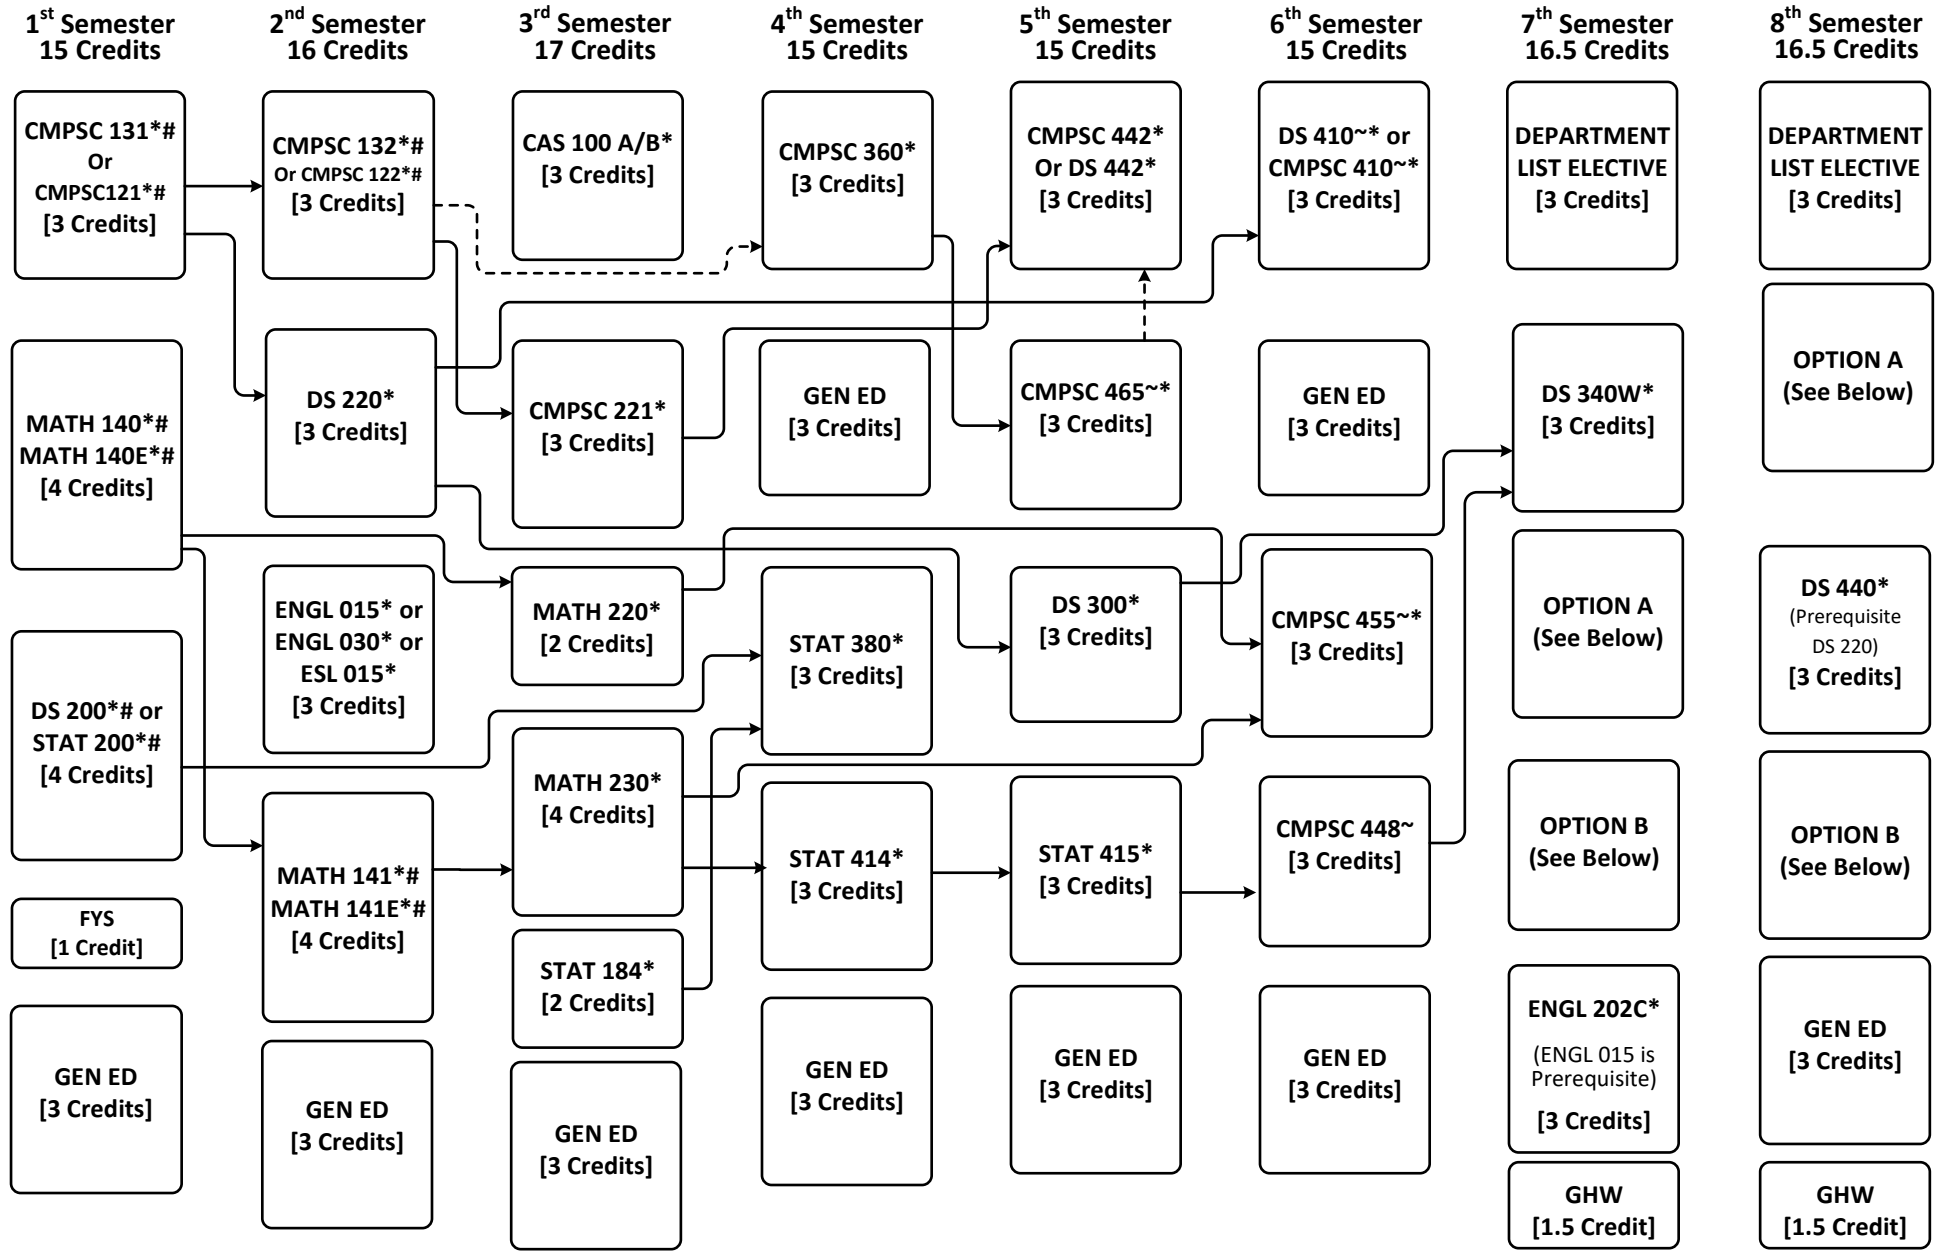 1st Semester
15 Credits
2nd Semester
16 Credits
3rd Semester
17 Credits
4th Semester
15 Credits
5th Semester
15 Credits
6th Semester
15 Credits
7th Semester
16.5 Credits
8th Semester
16.5 Credits
CMPSC 131*#
Or
CMPSC121*#
[3 Credits]
MATH 140*#
MATH 140E*#
[4 Credits]
DS 200*# or
STAT 200*#
[4 Credits]
FYS
[1 Credit]
GEN ED
[3 Credits]
CMPSC 132*#
Or CMPSC 122*#
[3 Credits]
DS 220*
[3 Credits]
ENGL 015* or
ENGL 030* or
ESL 015*
[3 Credits]
MATH 141*#
MATH 141E*#
[4 Credits]
GEN ED
[3 Credits]
CAS 100 A/B*
[3 Credits]
CMPSC 221*
[3 Credits]
MATH 220*
[2 Credits]
MATH 230*
[4 Credits]
STAT 184*
[2 Credits]
GEN ED
[3 Credits]
CMPSC 360*
[3 Credits]
GEN ED
[3 Credits]
STAT 380*
[3 Credits]
STAT 414*
[3 Credits]
GEN ED
[3 Credits]
CMPSC 442*
Or DS 442*
[3 Credits]
CMPSC 465~*
[3 Credits]
DS 300*
[3 Credits]
STAT 415*
[3 Credits]
GEN ED
[3 Credits]
DS 410~* or
CMPSC 410~*
[3 Credits]
GEN ED
[3 Credits]
CMPSC 455~*
[3 Credits]
CMPSC 448~
[3 Credits]
GEN ED
[3 Credits]
DEPARTMENT
LIST ELECTIVE
[3 Credits]
DS 340W*
[3 Credits]
OPTION A
(See Below)
OPTION B
(See Below)
ENGL 202C*
(ENGL 015 is
Prerequisite)
[3 Credits]
GHW
[1.5 Credit]
DEPARTMENT
LIST ELECTIVE
[3 Credits]
OPTION A
(See Below)
DS 440*
(Prerequisite
DS 220)
[3 Credits]
OPTION B
(See Below)
GEN ED
[3 Credits]
GHW
[1.5 Credit]